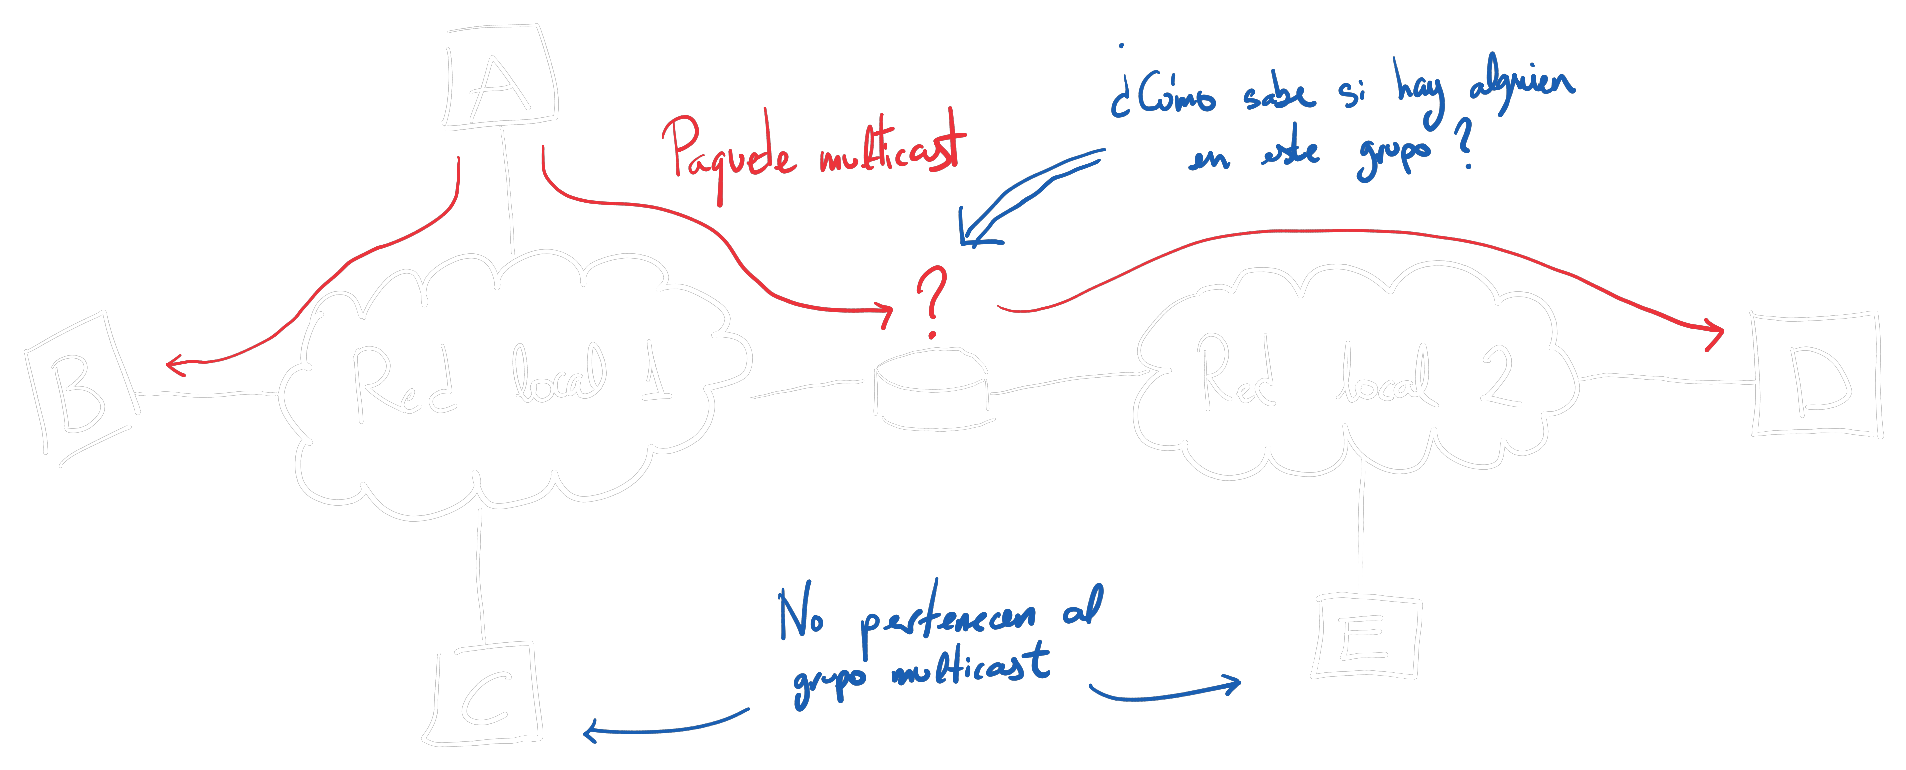 A
Paquete multicast
¿Cómo sabe si hay alguien
en este grupo?
?
B
Red local 1
Red local 2
D
No pertenecen al
grupo multicast
E
C